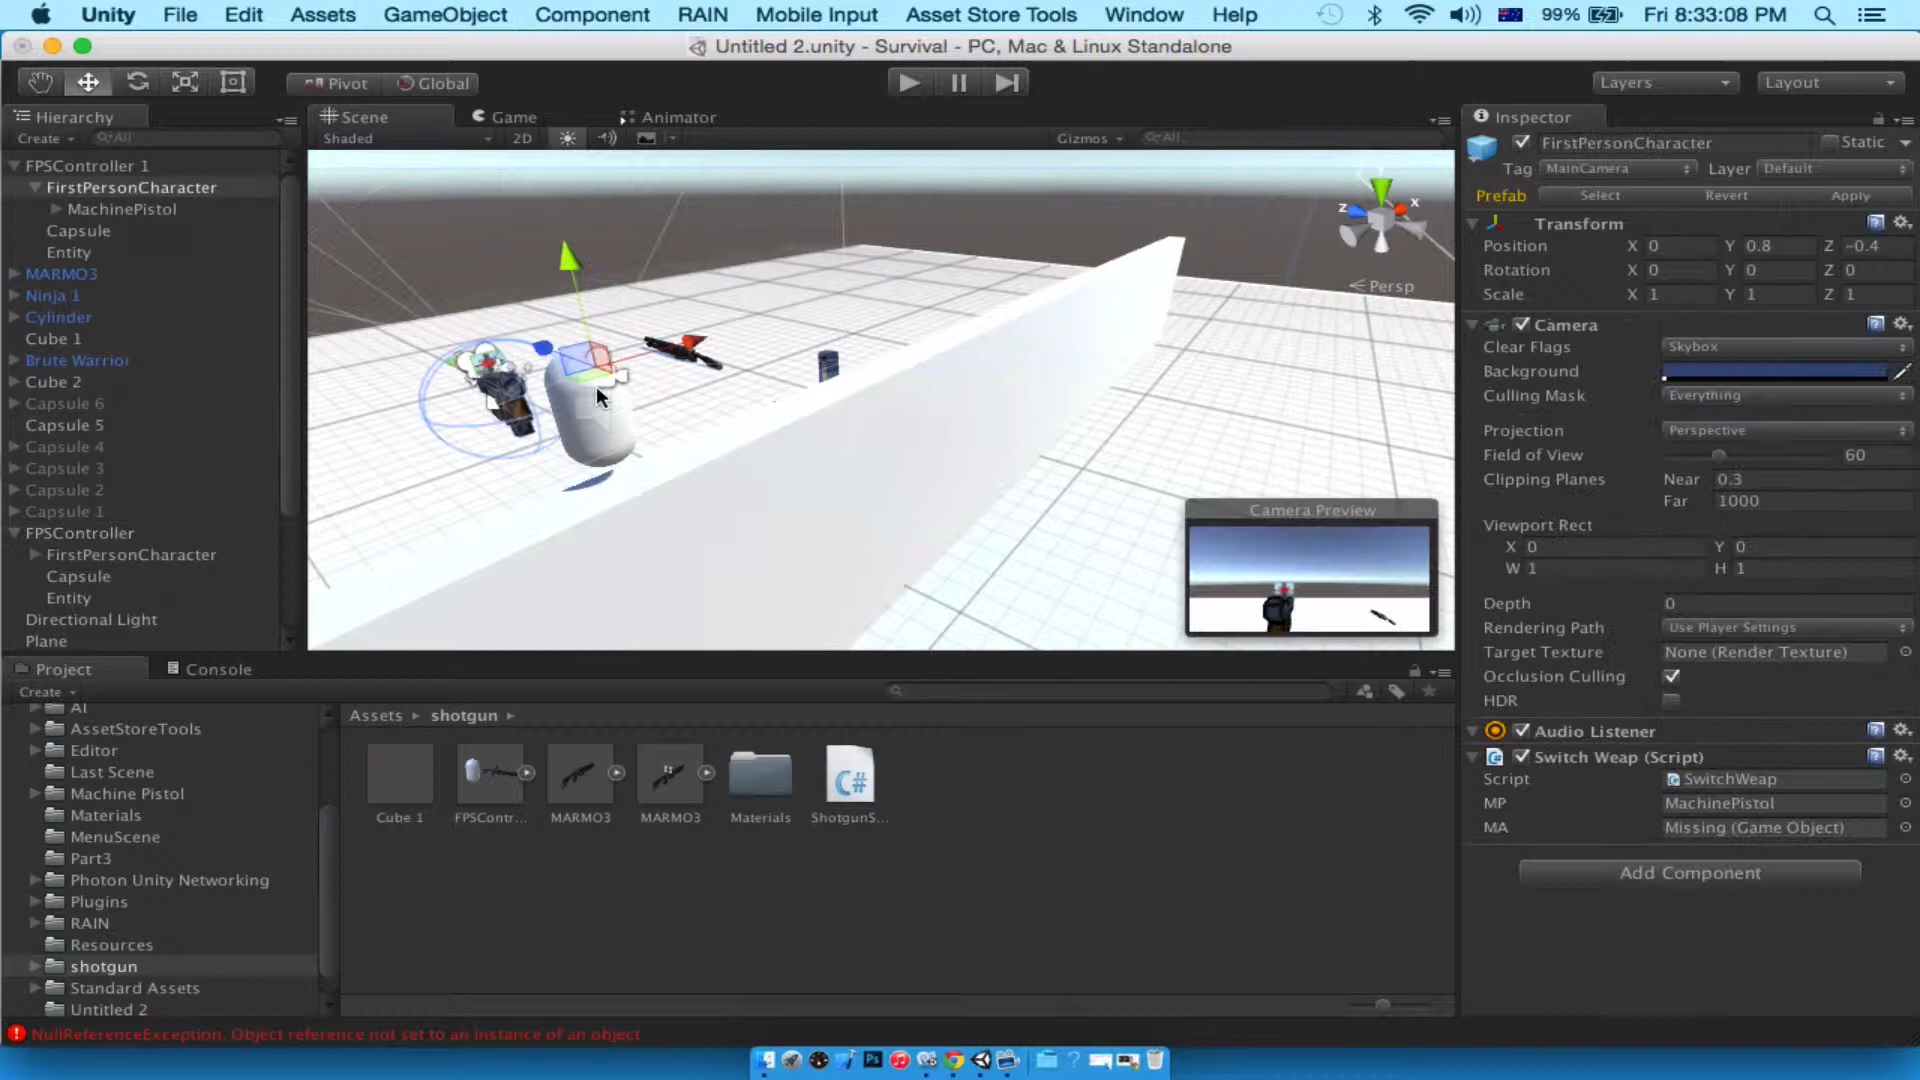 Unity File Edit Assets GameObject Component RAIN Mobile Input Asset Store Tools Window Help 99% Fri 8:33:08 PM
Untitled 2.unity - Survival - PC, Mac & Linux Standalone
Pivot Global Layers Layout
Hierarchy
Create All
FPSController 1
FirstPersonCharacter
MachinePistol
Capsule
Entity
MARMO3
Ninja 1
Cylinder
Cube 1
Brute Warrior
Cube 2
Capsule 6
Capsule 5
Capsule 4
Capsule 3
Capsule 2
Capsule 1
FPSController
FirstPersonCharacter
Capsule
Entity
Directional Light
Plane
Scene Game Animator
Shaded 2D Gizmos All
z x
Persp
Camera Preview
Inspector
FirstPersonCharacter Static
Tag MainCamera Layer Default
Prefab Select Revert Apply
Transform
Position X 0 Y 0.8 Z -0.4
Rotation X 0 Y 0 Z 0
Scale X 1 Y 1 Z 1
Camera
Clear Flags Skybox
Background
Culling Mask Everything
Projection Perspective
Field of View 60
Clipping Planes Near 0.3
Far 1000
Viewport Rect
X 0 Y 0
W 1 H 1
Depth 0
Rendering Path Use Player Settings
Target Texture None (Render Texture)
Occlusion Culling
HDR
Audio Listener
Switch Weap (Script)
Script SwitchWeap
MP MachinePistol
MA Missing (Game Object)
Add Component
Project Console
Create
AI
AssetStoreTools
Editor
Last Scene
Machine Pistol
Materials
MenuScene
Part3
Photon Unity Networking
Plugins
RAIN
Resources
shotgun
Standard Assets
Untitled 2
Assets shotgun
C#
Cube 1 FPSContr... MARMO3 MARMO3 Materials ShotgunS...
NullReferenceException: Object reference not set to an instance of an object
Ps